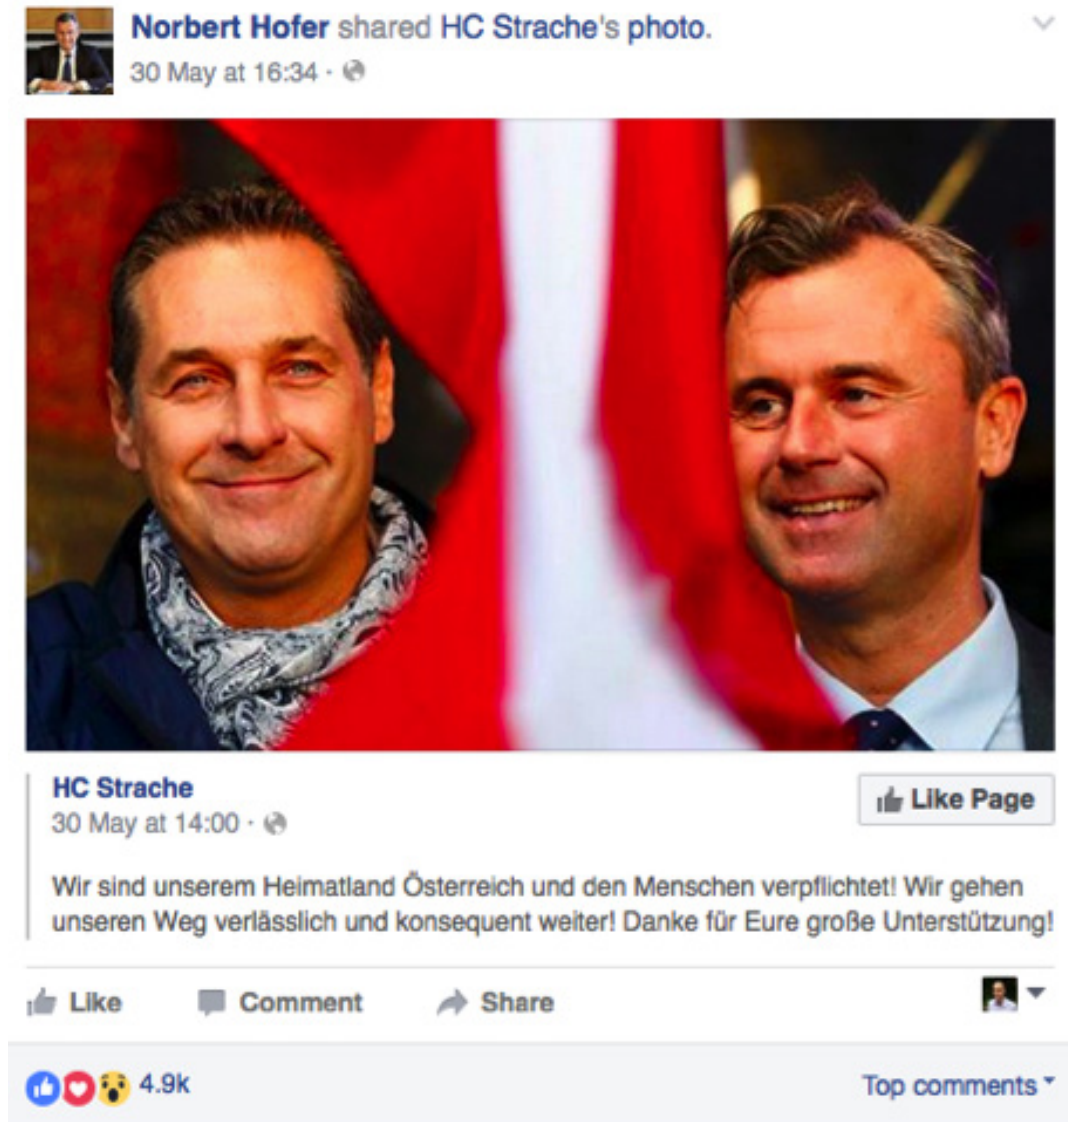 Norbert Hofer shared HC Strache's photo.
30 May at 16:34 ·
HC Strache
30 May at 14:00 ·
Like Page
Wir sind unserem Heimatland Österreich und den Menschen verpflichtet! Wir gehen
unseren Weg verlässlich und konsequent weiter! Danke für Eure große Unterstützung!
Like Comment Share
4.9k
Top comments